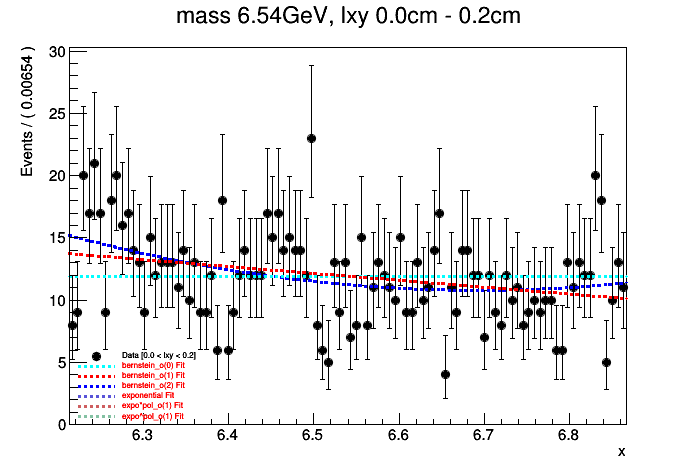 mass 6.54GeV, lxy 0.0cm - 0.2cm
Events / ( 0.00654 )
30
25
20
15
10
5
0
Data [0.0 < lxy < 0.2]
bernstein_o(0) Fit
bernstein_o(1) Fit
bernstein_o(2) Fit
exponential Fit
expo*pol_o(1) Fit
expo*pol_o(1) Fit
6.3 6.4 6.5 6.6 6.7 6.8
x